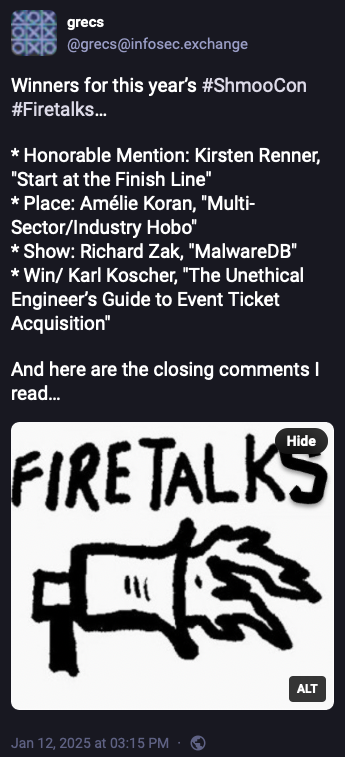 grecs
@grecs@infosec.exchange
Winners for this year’s #ShmooCon
#Firetalks…
* Honorable Mention: Kirsten Renner,
"Start at the Finish Line"
* Place: Amélie Koran, "Multi-
Sector/Industry Hobo"
* Show: Richard Zak, "MalwareDB"
* Win/ Karl Koscher, "The Unethical
Engineer’s Guide to Event Ticket
Acquisition"
And here are the closing comments I
read…
Hide
FIRETALKS
ALT
Jan 12, 2025 at 03:15 PM ·